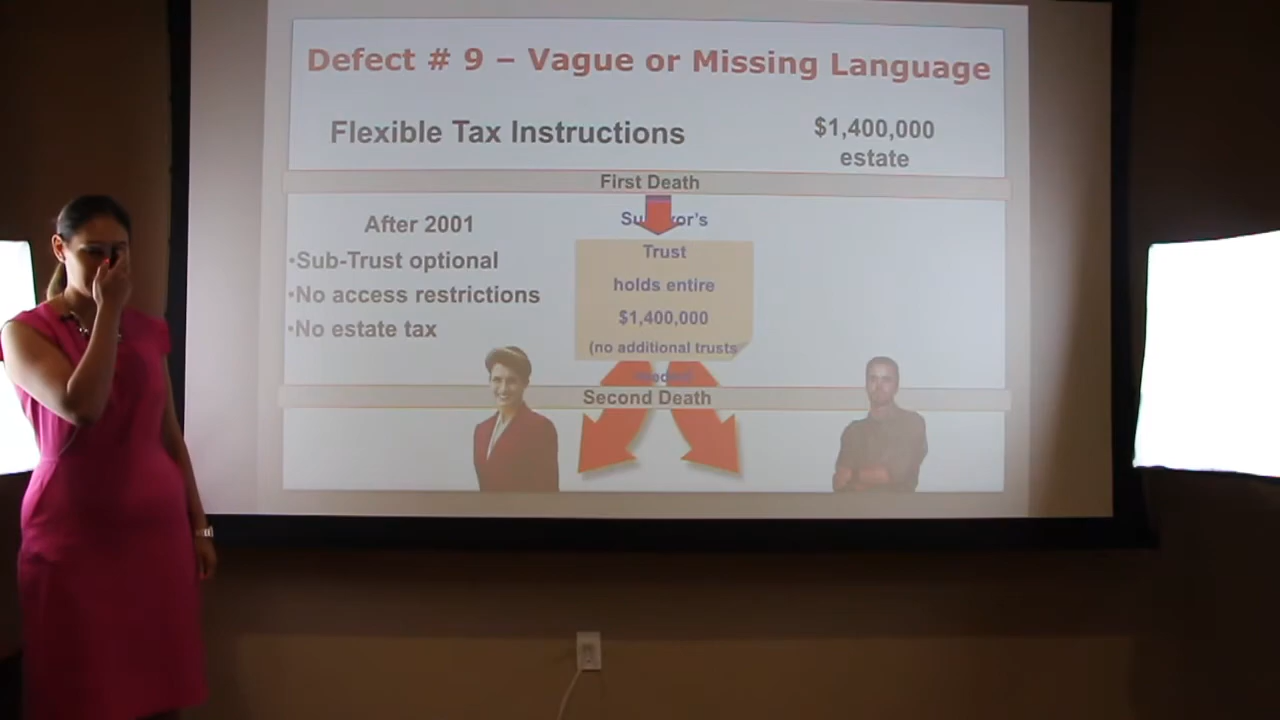 Defect # 9 – Vague or Missing Language
Flexible Tax Instructions
$1,400,000
estate
First Death
After 2001
•Sub-Trust optional
•No access restrictions
•No estate tax
Trust
holds entire
$1,400,000
(no additional trusts
Second Death